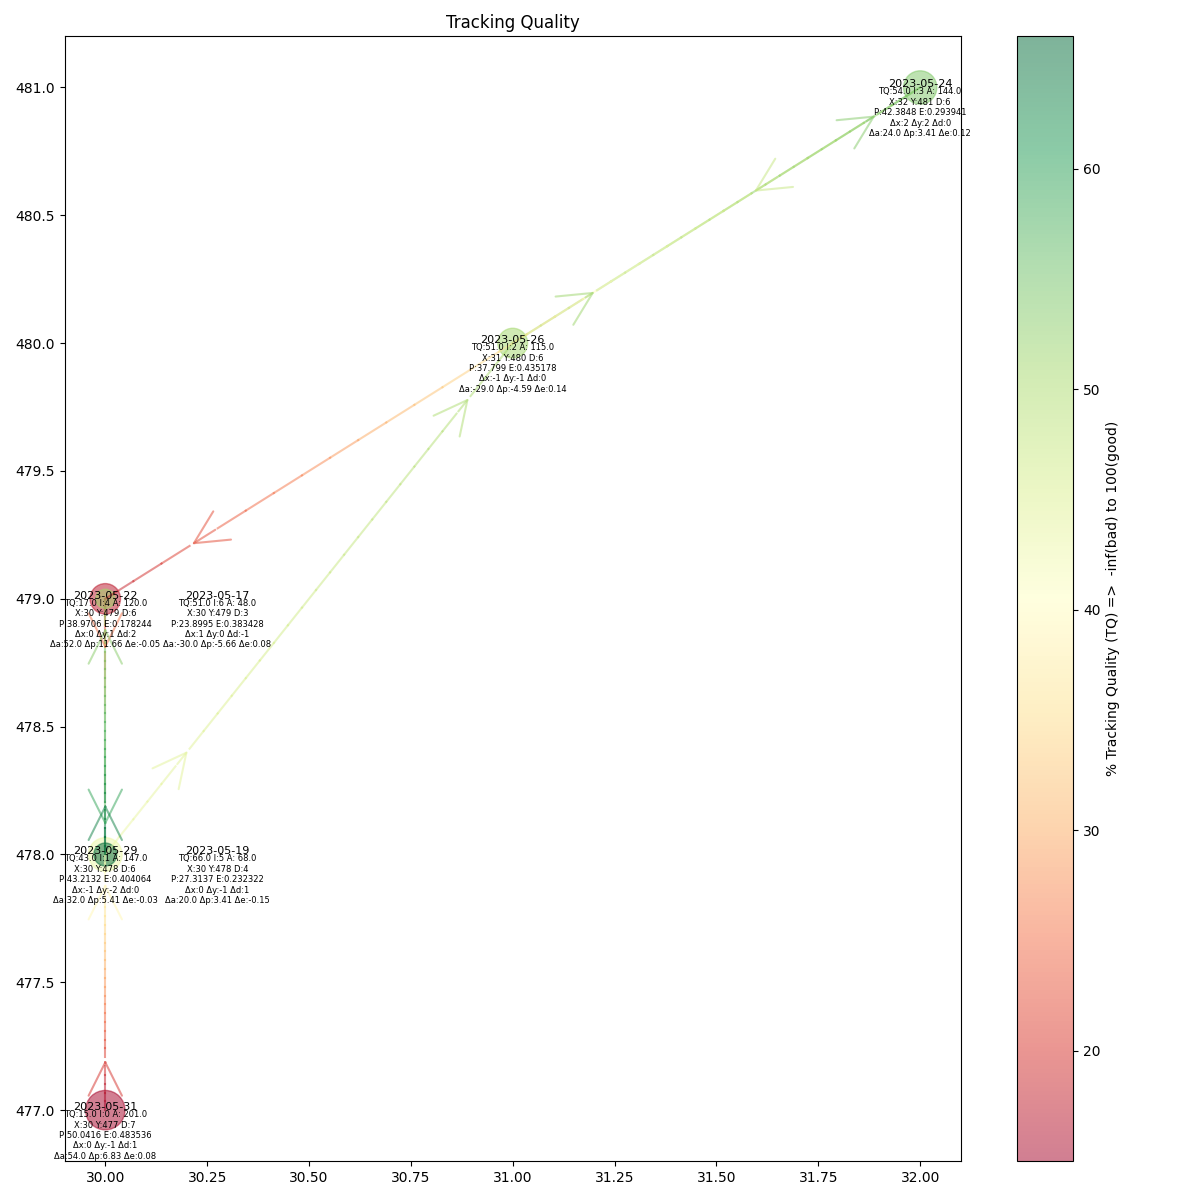 Tracking Quality
481.0
480.5
480.0
479.5
479.0
478.5
478.0
477.5
477.0
2023-05-24
TQ:54.0 I:3 A: 144.0
X:32 Y:481 D:6
P:42.3848 E:0.293941
Δx:2 Δy:2 Δd:0
Δa:24.0 Δp:3.41 Δe:0.12
2023-05-26
TQ:51.0 I:2 A: 115.0
X:31 Y:480 D:6
P:37.799 E:0.435178
Δx:-1 Δy:-1 Δd:0
Δa:-29.0 Δp:-4.59 Δe:0.14
2023-05-22
TQ:17.0 I:4 A: 120.0
X:30 Y:479 D:6
P:38.9706 E:0.178244
Δx:0 Δy:1 Δd:2
Δa:52.0 Δp:11.66 Δe:-0.05
2023-05-17
TQ:51.0 I:6 A: 48.0
X:30 Y:479 D:3
P:23.8995 E:0.383428
Δx:1 Δy:0 Δd:-1
Δa:-30.0 Δp:-5.66 Δe:0.08
2023-05-29
TQ:43.0 I:1 A: 147.0
X:30 Y:478 D:6
P:43.2132 E:0.404064
Δx:-1 Δy:-2 Δd:0
Δa:32.0 Δp:5.41 Δe:-0.03
2023-05-19
TQ:66.0 I:5 A: 68.0
X:30 Y:478 D:4
P:27.3137 E:0.232322
Δx:0 Δy:-1 Δd:1
Δa:20.0 Δp:3.41 Δe:-0.15
2023-05-31
TQ:15.0 I:0 A: 201.0
X:30 Y:477 D:7
P:50.0416 E:0.483536
Δx:0 Δy:-1 Δd:1
Δa:54.0 Δp:6.83 Δe:0.08
30.00 30.25 30.50 30.75 31.00 31.25 31.50 31.75 32.00
60
50
40
30
20
% Tracking Quality (TQ) => -inf(bad) to 100(good)